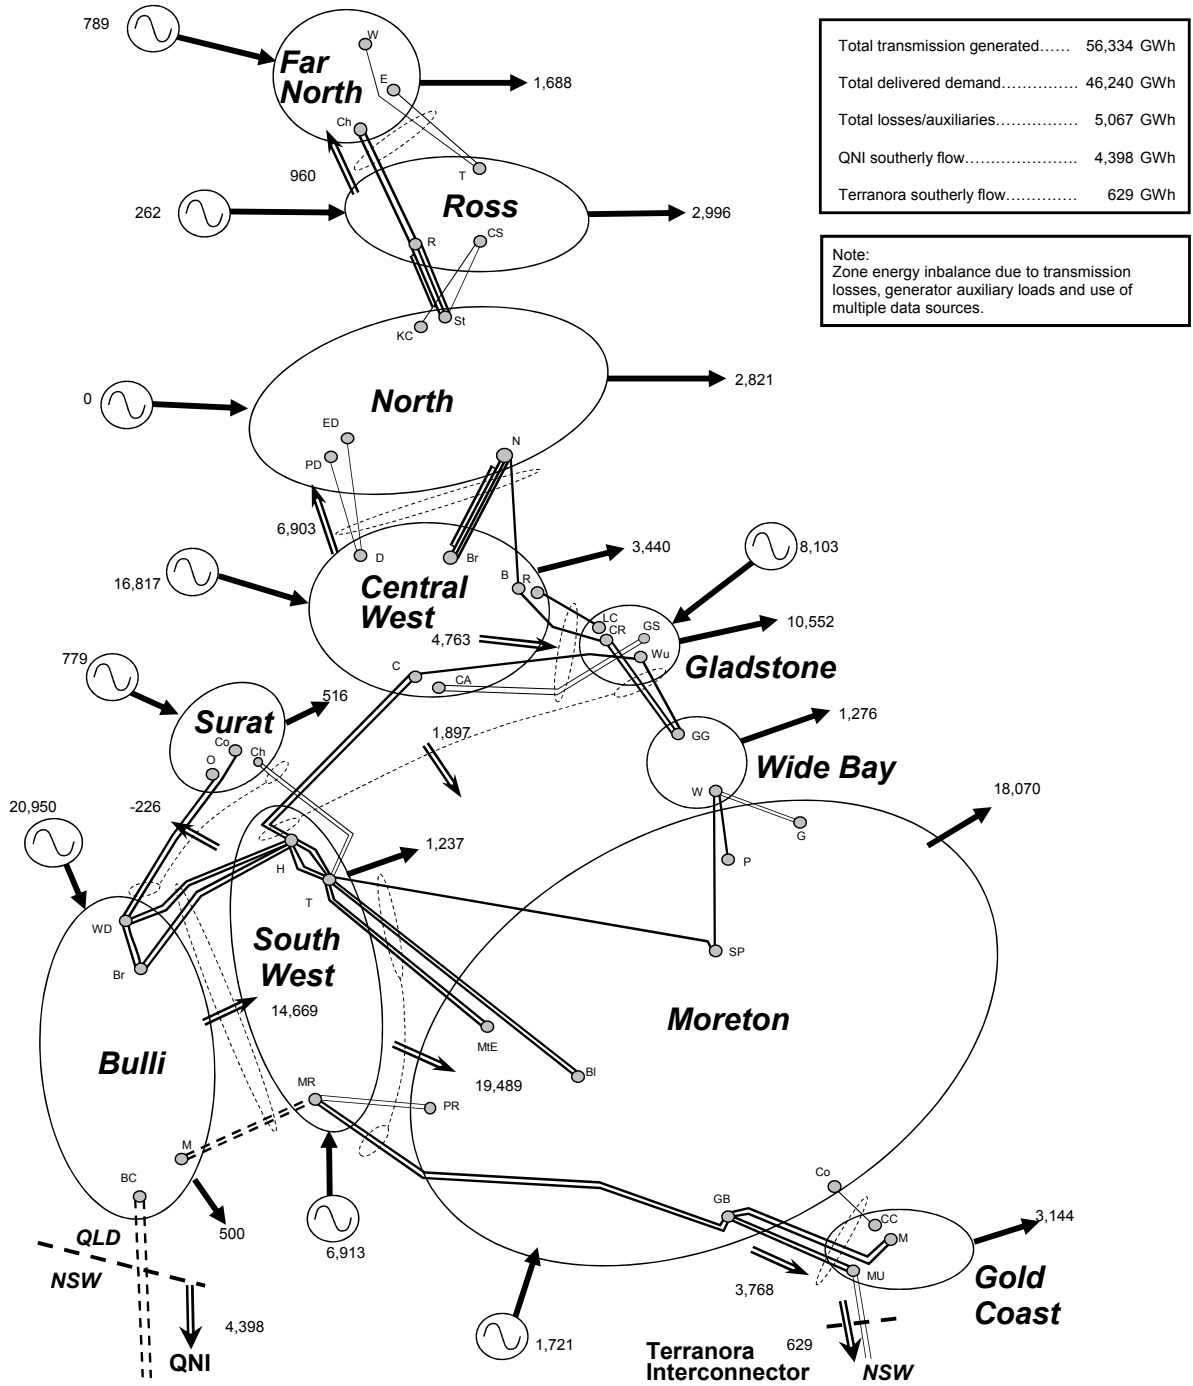 789
W
Far
North
E
Ch
1,688
Total transmission generated...... 56,334 GWh
Total delivered demand............... 46,240 GWh
Total losses/auxiliaries................ 5,067 GWh
QNI southerly flow....................... 4,398 GWh
Terranora southerly flow.............. 629 GWh
Note:
Zone energy inbalance due to transmission
losses, generator auxiliary loads and use of
multiple data sources.
960
T
262
Ross
2,996
R
CS
St
KC
0
North
2,821
ED
PD
N
6,903
D
Br
3,440
8,103
16,817
Central
West
B
R
LC
CR
GS
10,552
4,763
Wu
Gladstone
C
CA
779
516
Surat
Co
Ch
O
1,897
GG
1,276
Wide Bay
W
G
18,070
20,950
-226
1,237
H
P
T
WD
SP
Br
South
West
14,669
Moreton
Bulli
MtE
Bl
19,489
MR
PR
M
BC
Co
GB
CC
M
3,144
QLD
500
6,913
NSW
MU
Gold
Coast
3,768
4,398
QNI
1,721
Terranora
Interconnector
629
NSW